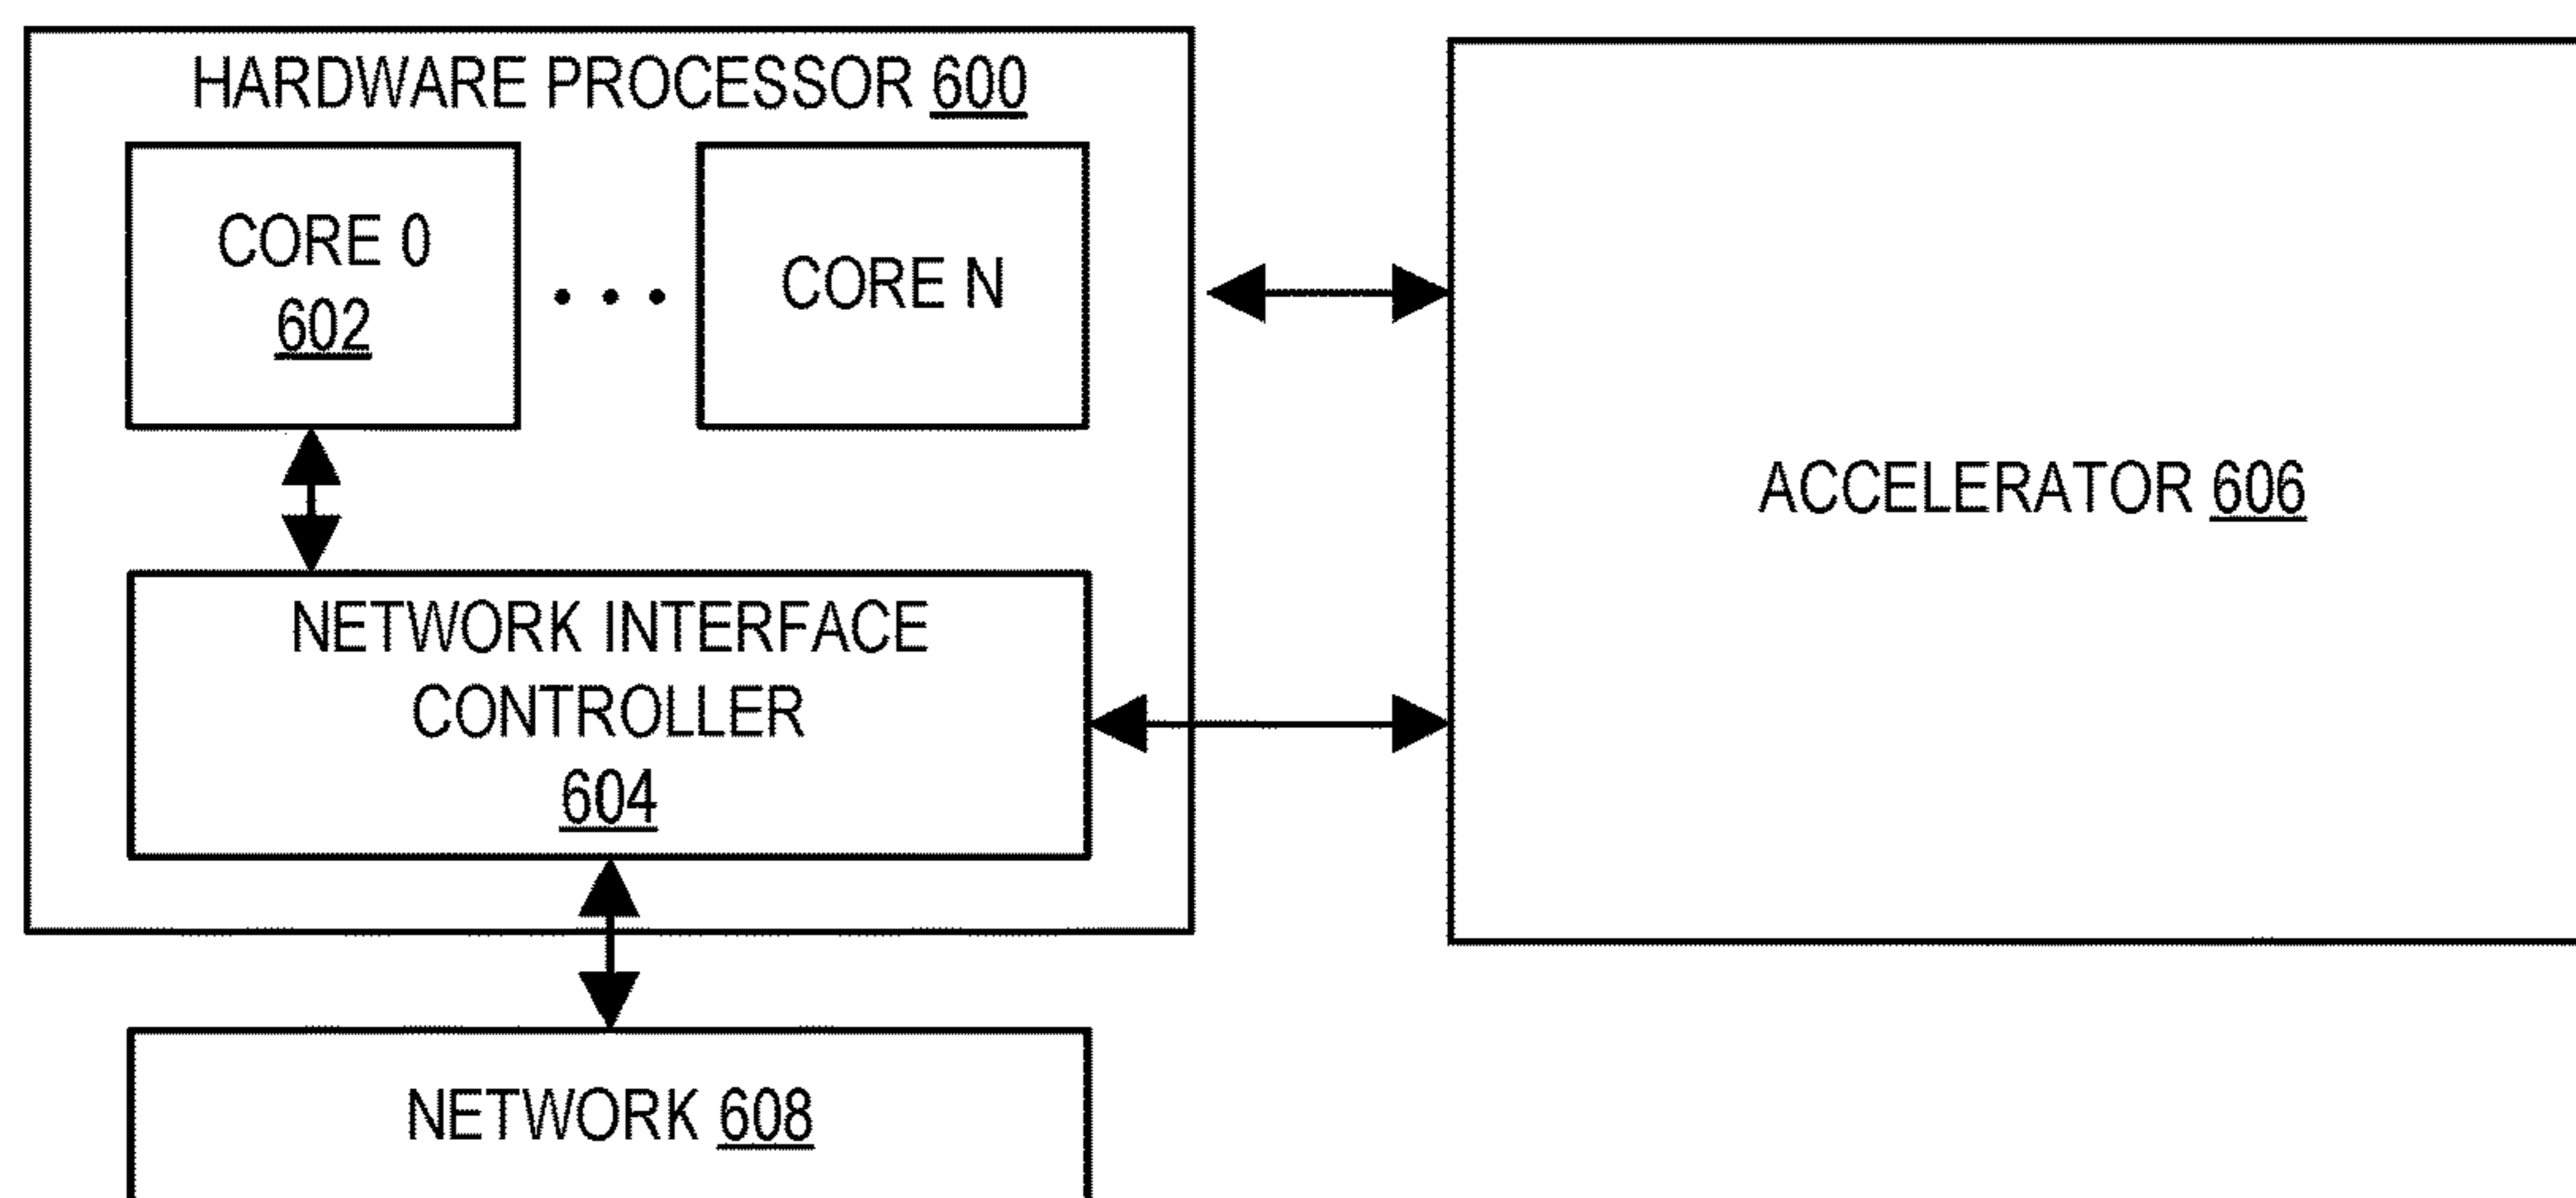 HARDWARE PROCESSOR 600
CORE 0
602
CORE N
NETWORK INTERFACE
CONTROLLER
604
ACCELERATOR 606
NETWORK 608